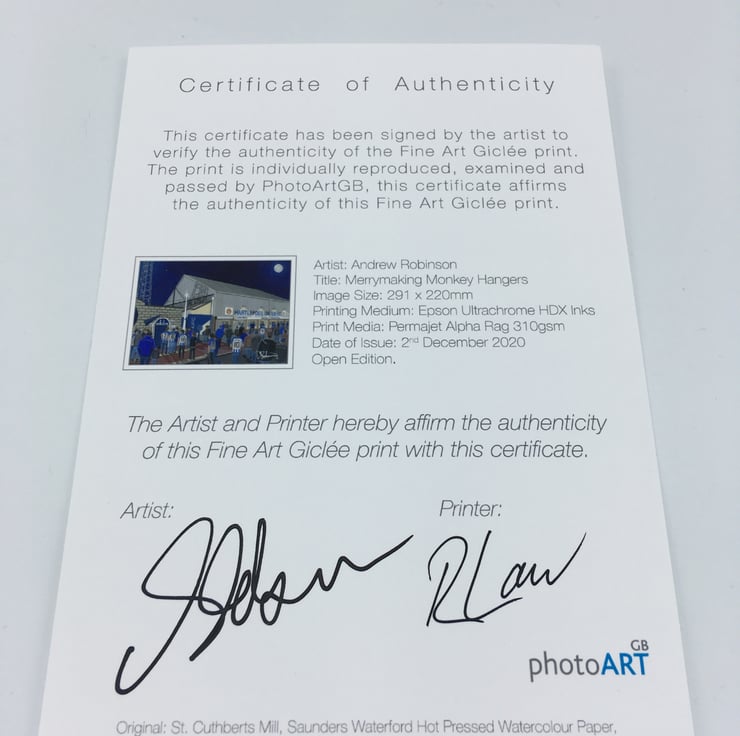 Certificate of Authenticity
This certificate has been signed by the artist to
verify the authenticity of the Fine Art Giclée print.
The print is individually reproduced, examined and
passed by PhotoArtGB, this certificate affirms
the authenticity of this Fine Art Giclée print.
Artist: Andrew Robinson
Title: Merrymaking Monkey Hangers
Image Size: 291 x 220mm
Printing Medium: Epson Ultrachrome HDX Inks
Print Media: Permajet Alpha Rag 310gsm
Date of Issue: 2nd December 2020
Open Edition.
The Artist and Printer hereby affirm the authenticity
of this Fine Art Giclée print with this certificate.
Artist:
Printer:
R Law
photoART GB
Original: St. Cuthberts Mill, Saunders Waterford Hot Pressed Watercolour Paper,